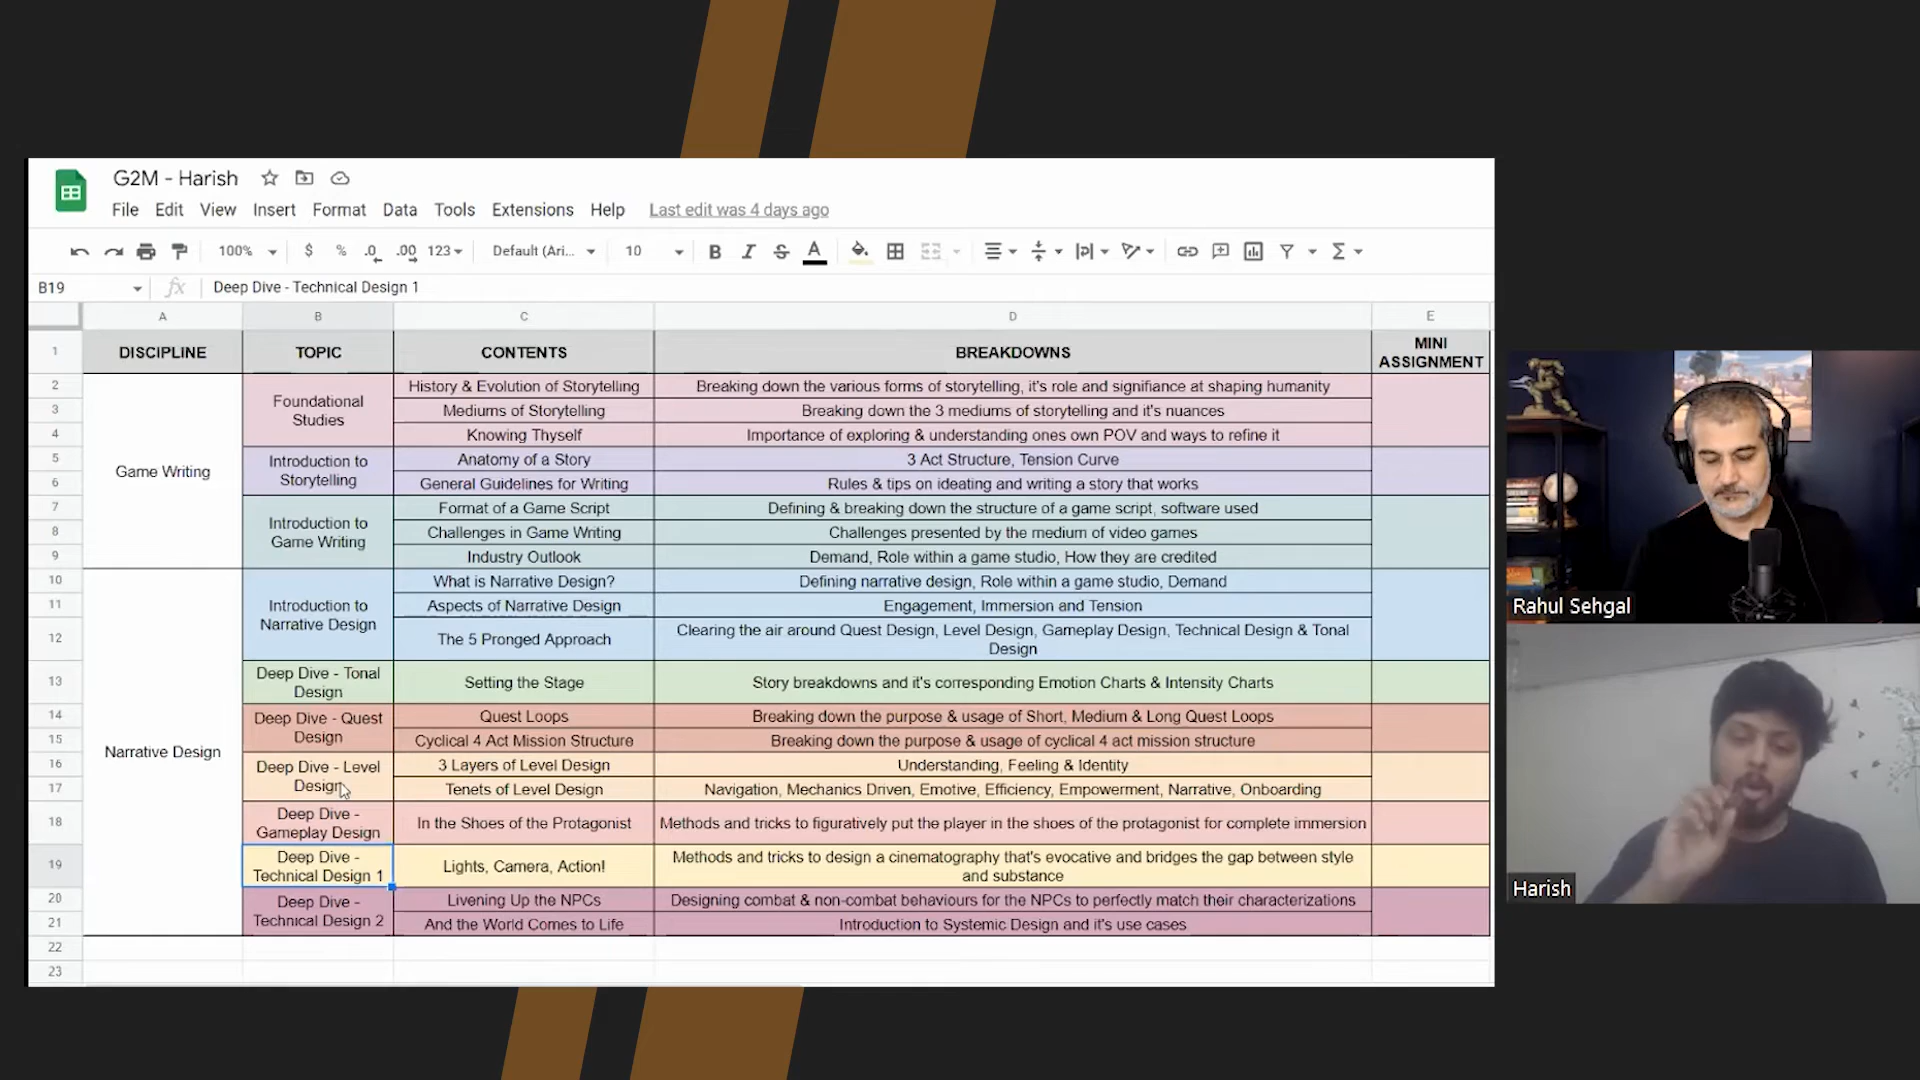 G2M - Harish
File Edit View Insert Format Data Tools Extensions Help Last edit was 4 days ago
100% $ % .0 .00 123 Default (Ari... 10 B I S A
B19 fx Deep Dive - Technical Design 1
A B C D E
1 DISCIPLINE TOPIC CONTENTS BREAKDOWNS MINI ASSIGNMENT
Game Writing
Foundational Studies
2 History & Evolution of Storytelling Breaking down the various forms of storytelling, it's role and signifiance at shaping humanity
3 Mediums of Storytelling Breaking down the 3 mediums of storytelling and it's nuances
4 Knowing Thyself Importance of exploring & understanding ones own POV and ways to refine it
Introduction to Storytelling
5 Anatomy of a Story 3 Act Structure, Tension Curve
6 General Guidelines for Writing Rules & tips on ideating and writing a story that works
Introduction to Game Writing
7 Format of a Game Script Defining & breaking down the structure of a game script, software used
8 Challenges in Game Writing Challenges presented by the medium of video games
9 Industry Outlook Demand, Role within a game studio, How they are credited
Narrative Design
Introduction to Narrative Design
10 What is Narrative Design? Defining narrative design, Role within a game studio, Demand
11 Aspects of Narrative Design Engagement, Immersion and Tension
12 The 5 Pronged Approach Clearing the air around Quest Design, Level Design, Gameplay Design, Technical Design & Tonal Design
Deep Dive - Tonal Design
13 Setting the Stage Story breakdowns and it's corresponding Emotion Charts & Intensity Charts
Deep Dive - Quest Design
14 Quest Loops Breaking down the purpose & usage of Short, Medium & Long Quest Loops
15 Cyclical 4 Act Mission Structure Breaking down the purpose & usage of cyclical 4 act mission structure
Deep Dive - Level Design
16 3 Layers of Level Design Understanding, Feeling & Identity
17 Tenets of Level Design Navigation, Mechanics Driven, Emotive, Efficiency, Empowerment, Narrative, Onboarding
Deep Dive - Gameplay Design
18 In the Shoes of the Protagonist Methods and tricks to figuratively put the player in the shoes of the protagonist for complete immersion
Deep Dive - Technical Design 1
19 Lights, Camera, Action! Methods and tricks to design a cinematography that's evocative and bridges the gap between style and substance
Deep Dive - Technical Design 2
20 Livening Up the NPCs Designing combat & non-combat behaviours for the NPCs to perfectly match their characterizations
21 And the World Comes to Life Introduction to Systemic Design and it's use cases
22
23
Rahul Sehgal
Harish